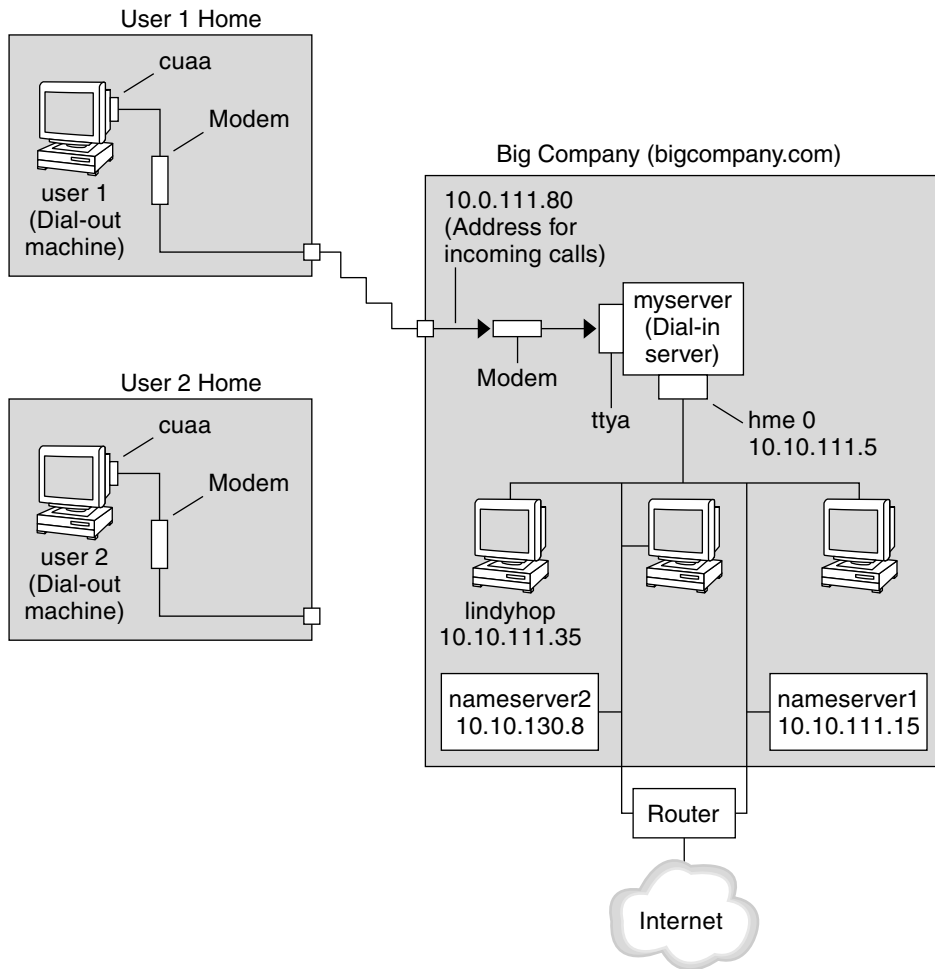 User 1 Home
cuaa
Modem
user 1
(Dial-out
machine)
Big Company (bigcompany.com)
10.0.111.80
(Address for
incoming calls)
myserver
(Dial-in
server)
Modem
ttya
hme 0
10.10.111.5
User 2 Home
cuaa
Modem
user 2
(Dial-out
machine)
lindyhop
10.10.111.35
nameserver2
10.10.130.8
nameserver1
10.10.111.15
Router
Internet